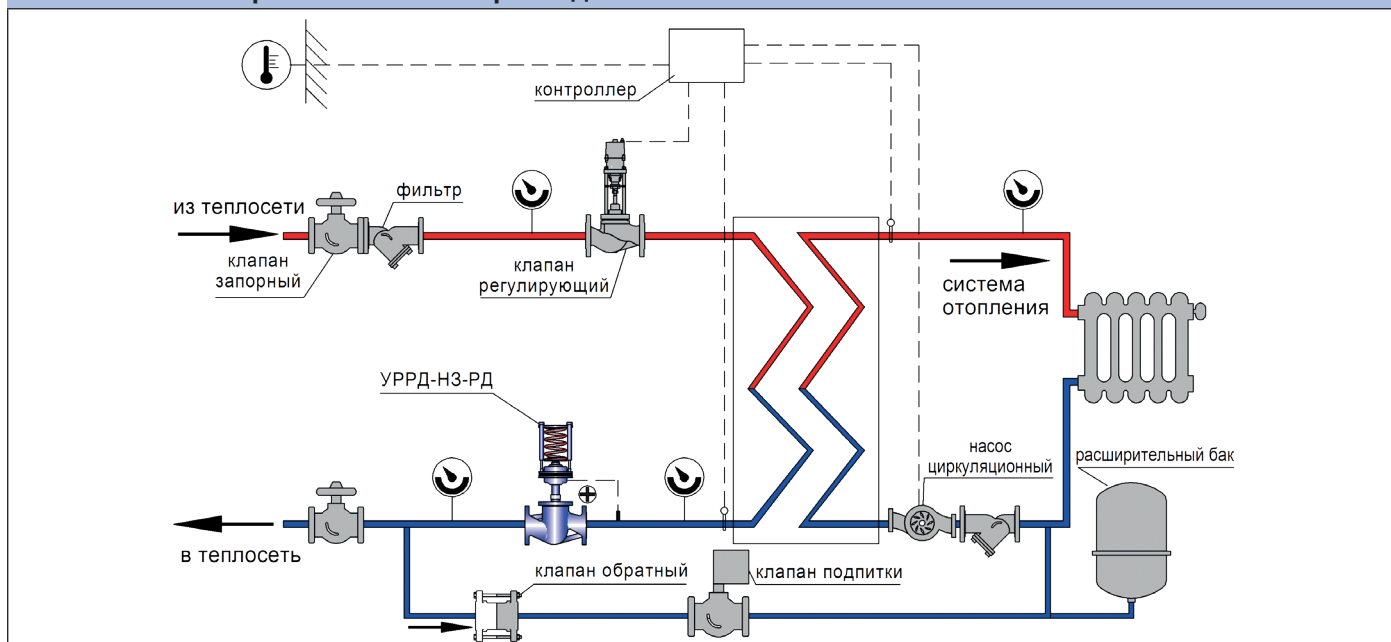 контроллер
фильтр
из теплосети
клапан
запорный
клапан
регулирующий
система
отопления
УРРД-НЗ-РД
насос
циркуляционный
расширительный бак
в теплосеть
клапан обратный
клапан подпитки